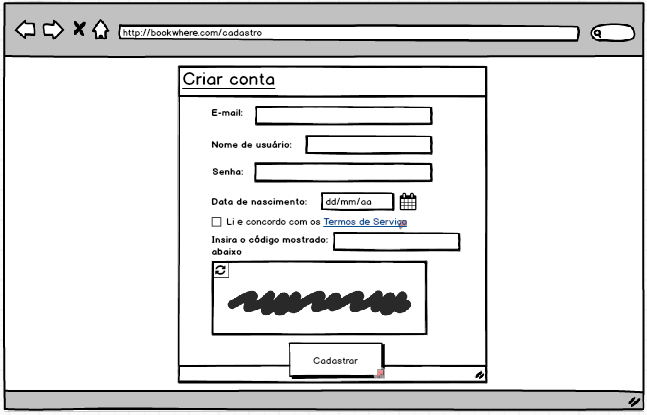 http://bookwhere.com/cadastro
Criar conta
E-mail:
Nome de usuário:
Senha:
Data de nascimento: dd/mm/aa
Li e concordo com os Termos de Serviço
Insira o código mostrado:
abaixo
Cadastrar